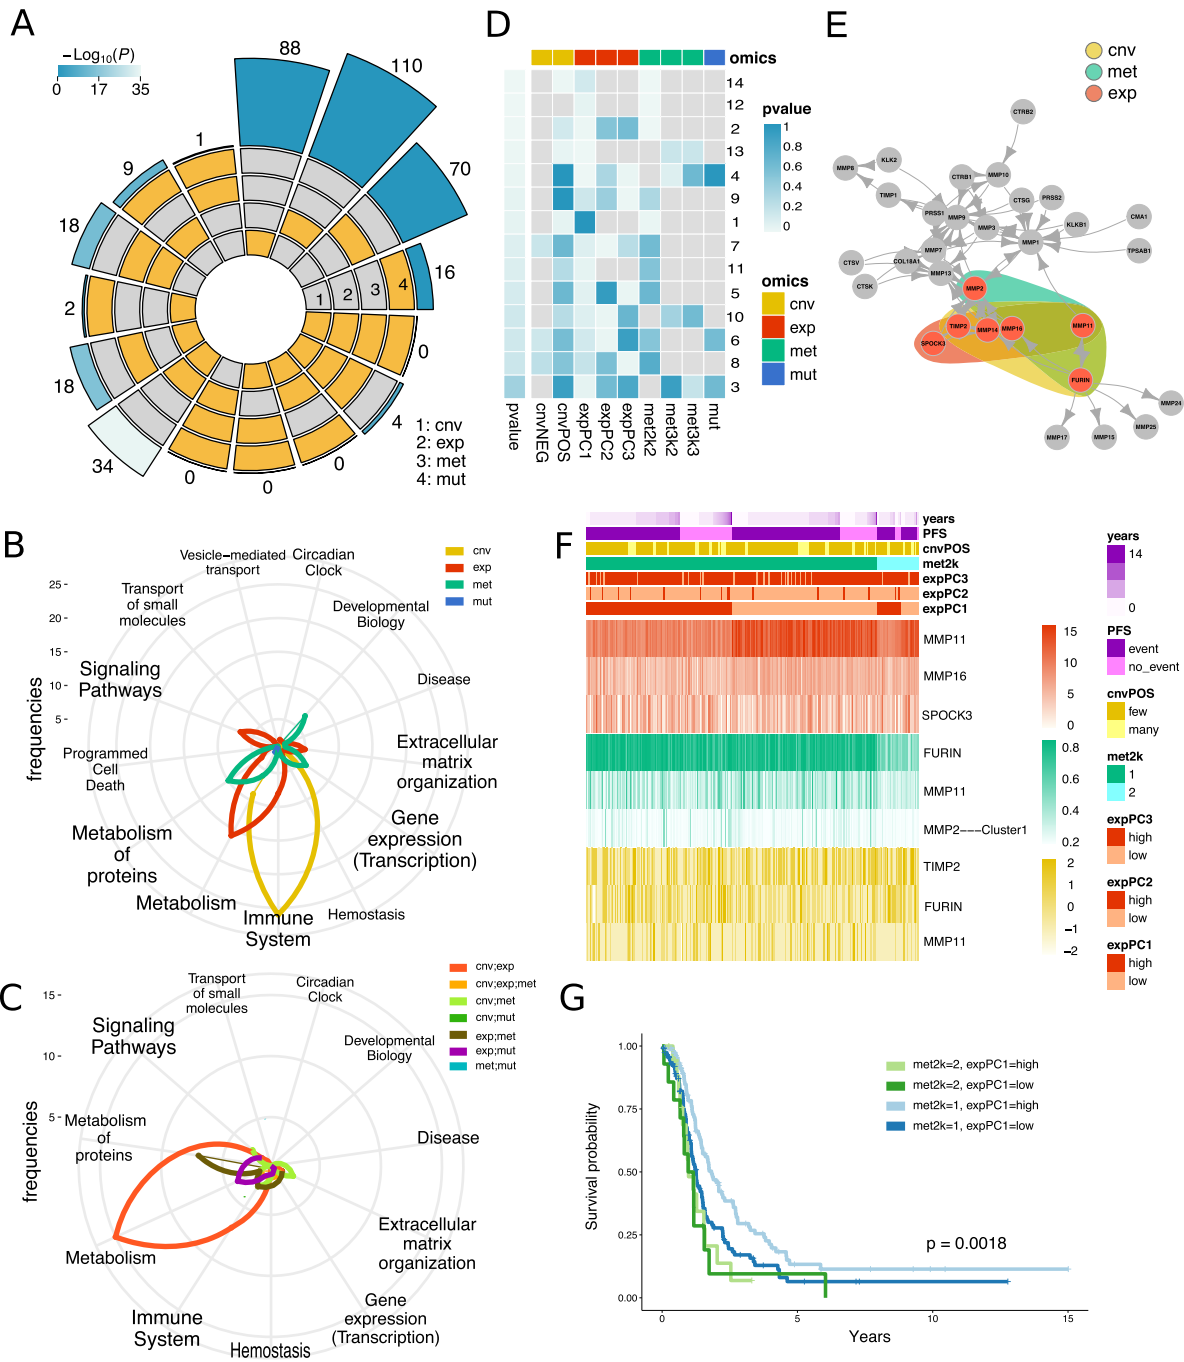 A
−Log10(P)
0 17 35
88
110
70
16
0
4
0
0
0
34
18
2
18
9
1
1 2 3 4
1: cnv
2: exp
3: met
4: mut
B
frequencies
25
20
15
10
5
Vesicle−mediated
transport
Circadian
Clock
Developmental
Biology
Disease
Extracellular
matrix
organization
Gene
expression
(Transcription)
Hemostasis
Immune
System
Metabolism
Metabolism
of
proteins
Programmed
Cell
Death
Signaling
Pathways
Transport
of small
molecules
cnv
exp
met
mut
C
frequencies
15
10
5
Transport
of small
molecules
Circadian
Clock
Developmental
Biology
Disease
Extracellular
matrix
organization
Gene
expression
(Transcription)
Hemostasis
Immune
System
Metabolism
Metabolism
of
proteins
Signaling
Pathways
cnv;exp
cnv;exp;met
cnv;met
cnv;mut
exp;met
exp;mut
met;mut
D
omics
14
12
2
13
4
9
1
7
11
5
10
6
8
3
pvalue
cnvNEG
cnvPOS
expPC1
expPC2
expPC3
met2k2
met3k2
met3k3
mut
pvalue
1
0.8
0.6
0.4
0.2
0
omics
cnv
exp
met
mut
E
cnv
met
exp
CTRB2
MMP8
KLK2
TIMP1
CTRB1
MMP10
PRSS1
MMP9
CTSG
PRSS2
MMP3
KLKB1
CMA1
MMP7
MMP1
TPSAB1
CTSV
COL18A1
MMP13
CTSK
MMP2
TIMP2
MMP14
MMP16
MMP11
SPOCK3
FURIN
MMP24
MMP25
MMP15
MMP17
F
years
PFS
cnvPOS
met2k
expPC3
expPC2
expPC1
MMP11
MMP16
SPOCK3
FURIN
MMP11
MMP2−−−Cluster1
TIMP2
FURIN
MMP11
15
10
5
0
0.8
0.6
0.4
0.2
2
1
0
−1
−2
years
14
0
PFS
event
no_event
cnvPOS
few
many
met2k
1
2
expPC3
high
low
expPC2
high
low
expPC1
high
low
G
Survival probability
1.00
0.75
0.50
0.25
0.00
met2k=2, expPC1=high
met2k=2, expPC1=low
met2k=1, expPC1=high
met2k=1, expPC1=low
p = 0.0018
0 5 10 15
Years